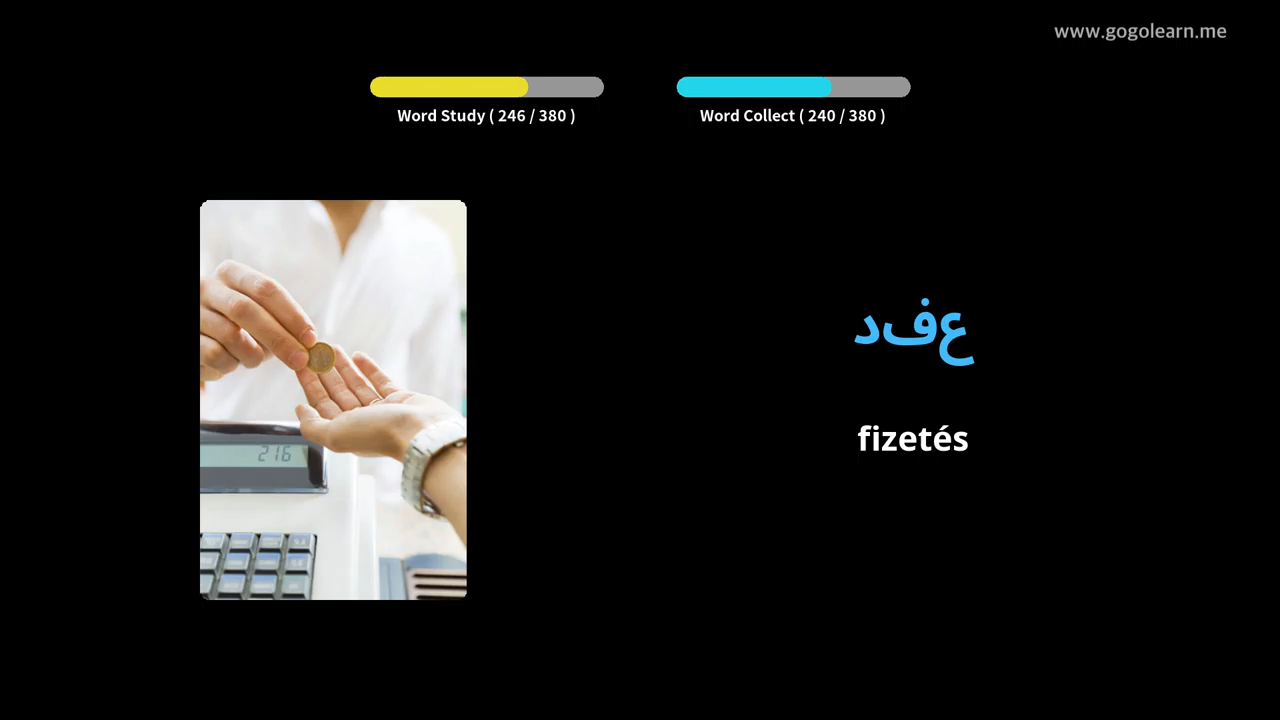 www.gogolearn.me
Word Study ( 246 / 380 )
Word Collect ( 240 / 380 )
دفع
fizetés
216